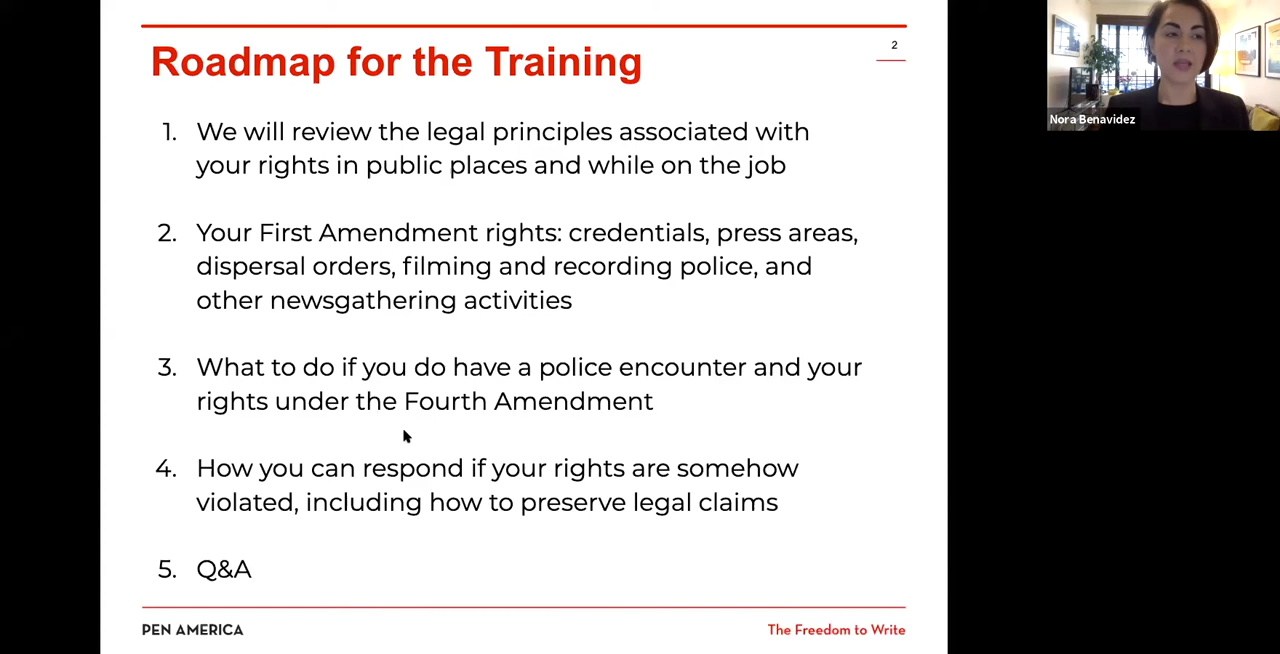 2
Roadmap for the Training
1. We will review the legal principles associated with
your rights in public places and while on the job
2. Your First Amendment rights: credentials, press areas,
dispersal orders, filming and recording police, and
other newsgathering activities
3. What to do if you do have a police encounter and your
rights under the Fourth Amendment
4. How you can respond if your rights are somehow
violated, including how to preserve legal claims
5. Q&A
PEN AMERICA
The Freedom to Write
Nora Benavidez